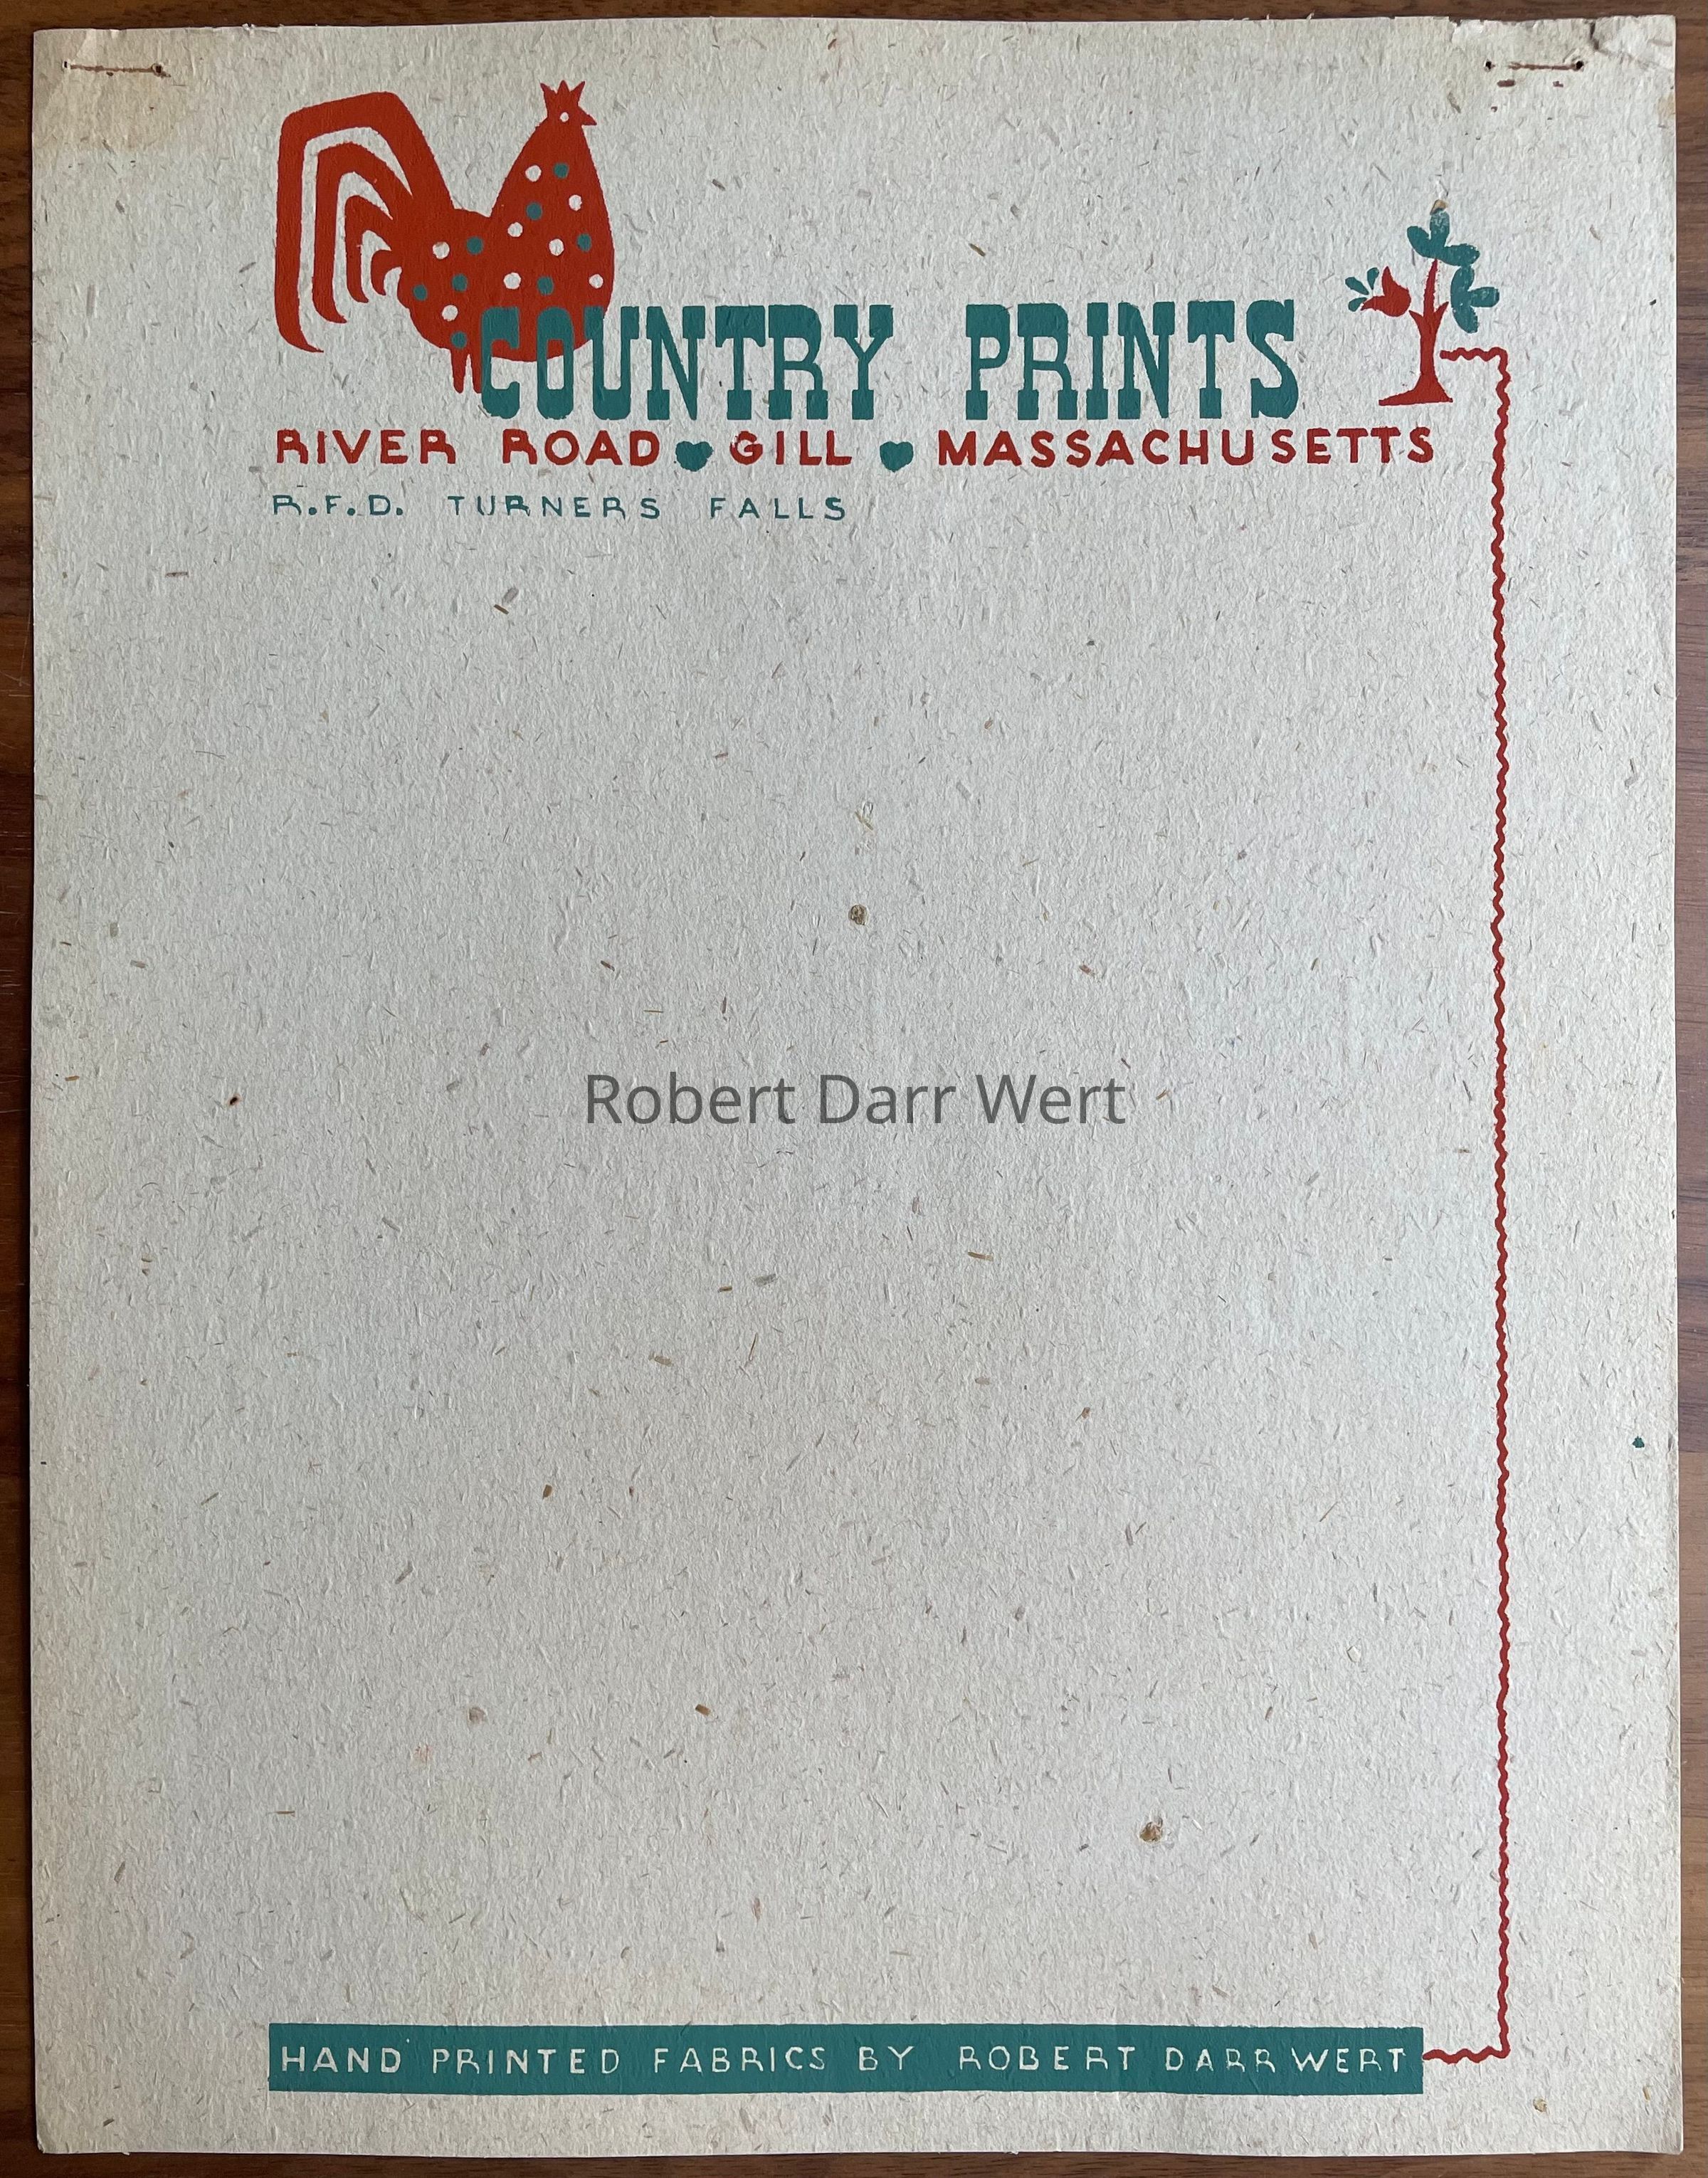 COUNTRY PRINTS
RIVER ROAD GILL MASSACHUSETTS
R.F.D. TURNERS FALLS
Robert Darr Wert
HAND PRINTED FABRICS BY ROBERT DARR WERT